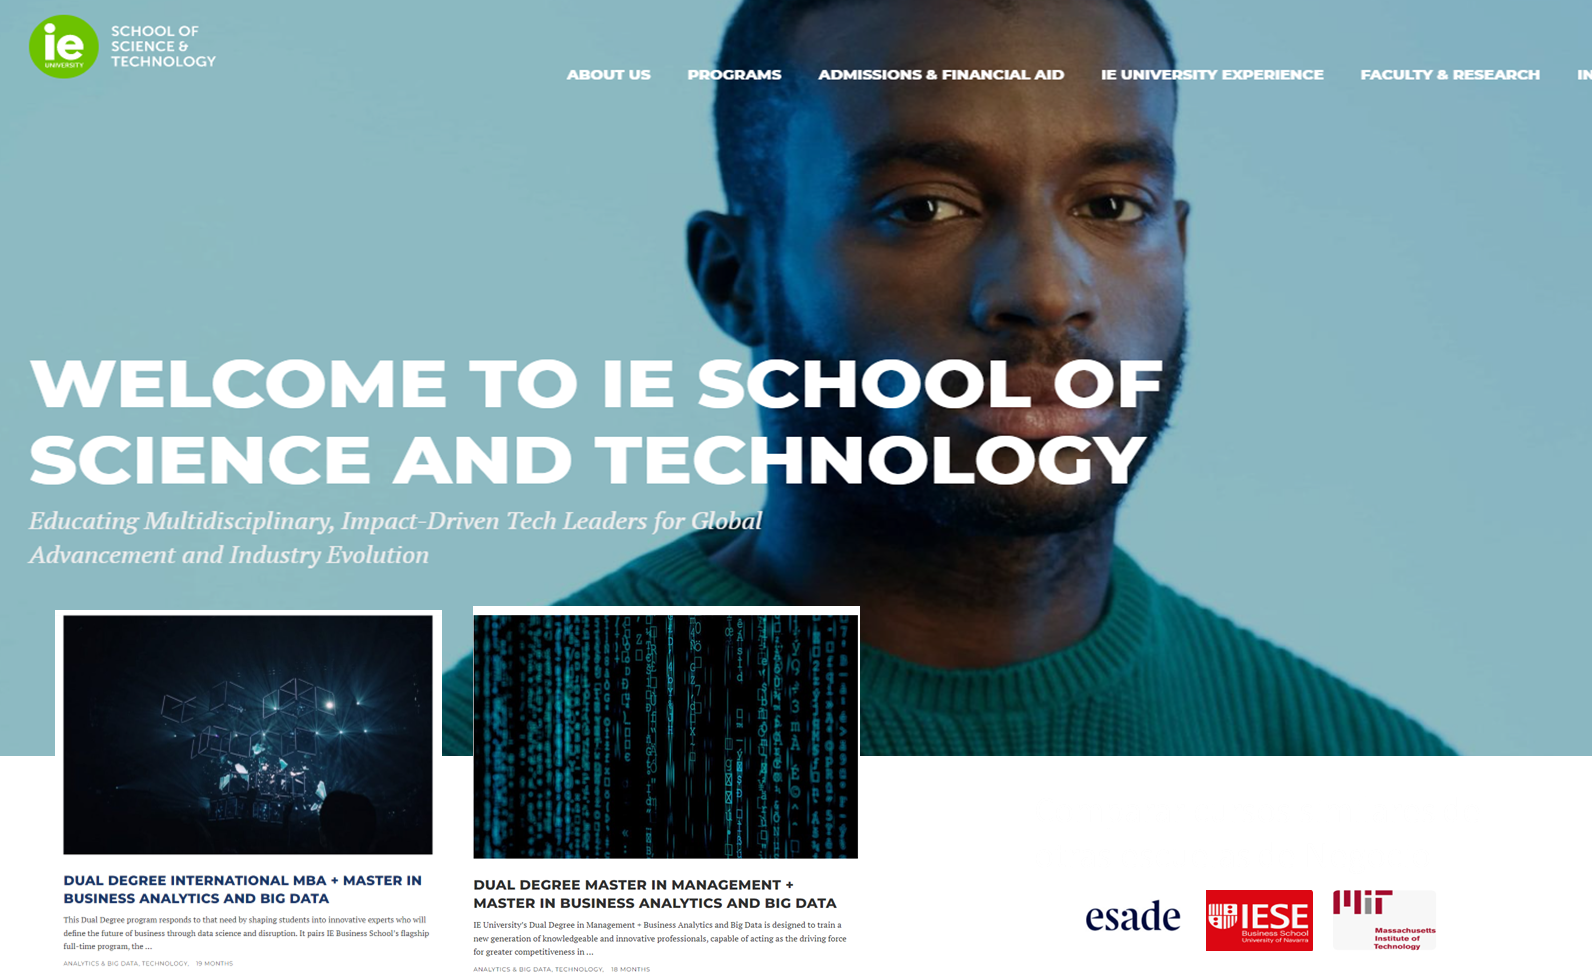 ie
UNIVERSITY
SCHOOL OF
SCIENCE &
TECHNOLOGY
ABOUT US
PROGRAMS
ADMISSIONS & FINANCIAL AID
IE UNIVERSITY EXPERIENCE
FACULTY & RESEARCH
IN
WELCOME TO IE SCHOOL OF
SCIENCE AND TECHNOLOGY
Educating Multidisciplinary, Impact-Driven Tech Leaders for Global
Advancement and Industry Evolution
DUAL DEGREE INTERNATIONAL MBA + MASTER IN
BUSINESS ANALYTICS AND BIG DATA
This Dual Degree program responds to that need by shaping students into innovative experts who will
define the future of business through data science and disruption. It pairs IE Business School's flagship
full-time program, the ...
ANALYTICS & BIG DATA, TECHNOLOGY, 19 MONTHS
DUAL DEGREE MASTER IN MANAGEMENT +
MASTER IN BUSINESS ANALYTICS AND BIG DATA
IE University's Dual Degree in Management + Business Analytics and Big Data is designed to train a
new generation of knowledgeable and innovative professionals, capable of acting as the driving force
for greater competitiveness in ...
ANALYTICS & BIG DATA, TECHNOLOGY, 18 MONTHS
esade
IESE
Business School
University of Navarra
MIT
Massachusetts
Institute of
Technology